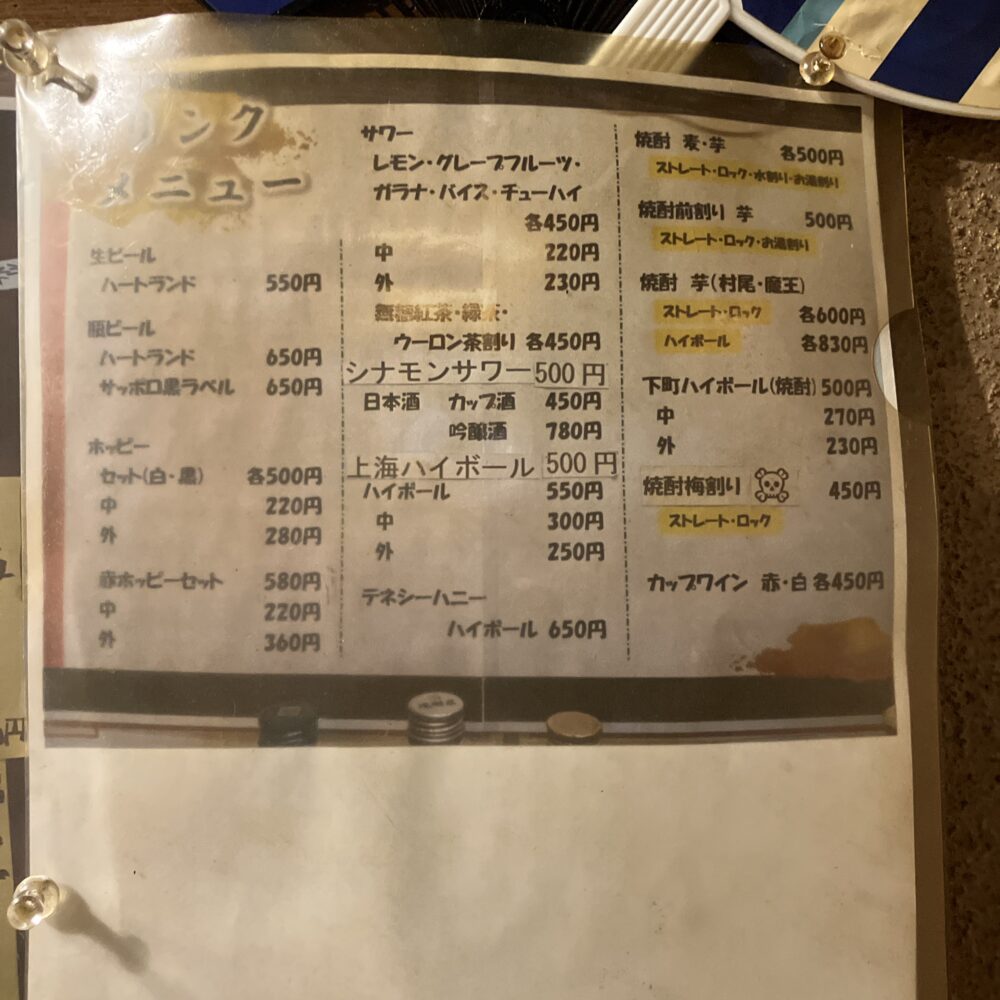 リンク
メニュー
生ビール
ハートランド 550円
瓶ビール
ハートランド 650円
サッポロ黒ラベル 650円
ホッピー
セット(白・黒) 各500円
中 220円
外 280円
赤ホッピーセット 580円
中 220円
外 360円
サワー
レモン・グレープフルーツ・
ガラナ・バイス・チューハイ
各450円
中 220円
外 230円
無糖紅茶・緑茶・
ウーロン茶割り 各450円
シナモンサワー 500円
日本酒 カップ酒 450円
吟醸酒 780円
上海ハイボール 500円
ハイボール 550円
中 300円
外 250円
テネシーハニー
ハイボール 650円
焼酎 麦・芋 各500円
ストレート・ロック・水割り・お湯割り
焼酎前割り 芋 500円
ストレート・ロック・お湯割り
焼酎 芋(村尾・魔王)
ストレート・ロック 各600円
ハイボール 各830円
下町ハイボール(焼酎) 500円
中 270円
外 230円
焼酎梅割り 450円
ストレート・ロック
カップワイン 赤・白 各450円
円